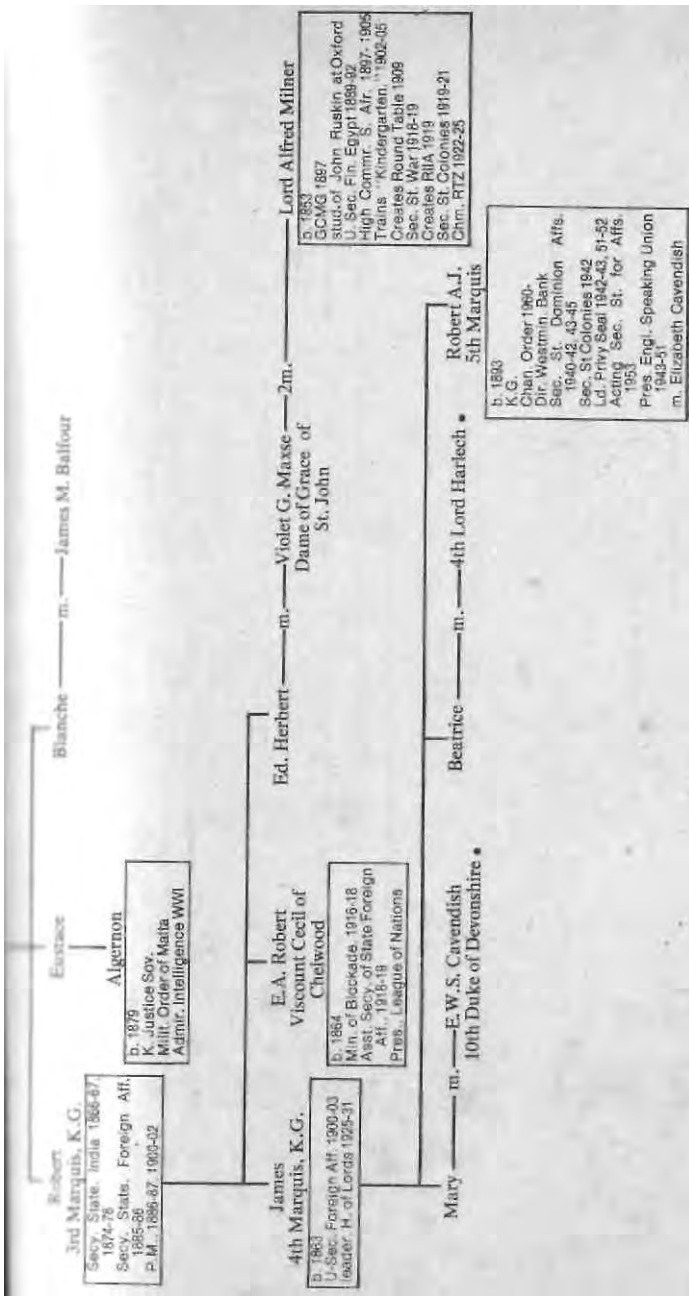 Robert
3rd Marquis, K.G.
Secy. State. India 1866-67,
1874-78
Secy. State. Foreign Aff.
1885-86
P.M., 1886-87, 1900-02
Eustace
Blanche m. James M. Balfour
Algernon
b. 1879
K. Justice Sov.
Milit. Order of Malta
Admir. Intelligence WWI
James
4th Marquis, K.G.
b. 1863
U-Sec. Foreign Aff. 1900-03
leader. H. of Lords 1925-31
E.A. Robert
Viscount Cecil of
Chelwood
b. 1864
Min. of Blockade. 1916-18
Asst. Secy. of State Foreign
Aff., 1918-19
Pres., League of Nations
Ed. Herbert m. Violet G. Maxse 2m. Lord Alfred Milner
Dame of Grace of
St. John
b. 1853
GCMG 1897
stud. of John Ruskin at Oxford
U. Sec. Fin. Egypt 1889-92
High Commr. S. Afr. 1897-1905
Trains "Kindergarten," 1902-05
Creates Round Table 1909
Sec. St. War 1918-19
Creates RIIA 1919
Sec. St. Colonies 1919-21
Chm., RTZ 1922-25
Mary m. E.W.S. Cavendish
10th Duke of Devonshire •
Beatrice m. 4th Lord Harlech •
Robert A.J.
5th Marquis
b. 1893
K.G.
Chan. Order 1960-
Dir. Westmin. Bank
Sec. St. Dominion Affs.
1940-42, 43-45
Sec. St Colonies 1942
Ld. Privy Seal 1942-43, 51-52
Acting Sec. St. for Affs.
1953
Pres. Engl. Speaking Union
1943-51
m. Elizabeth Cavendish